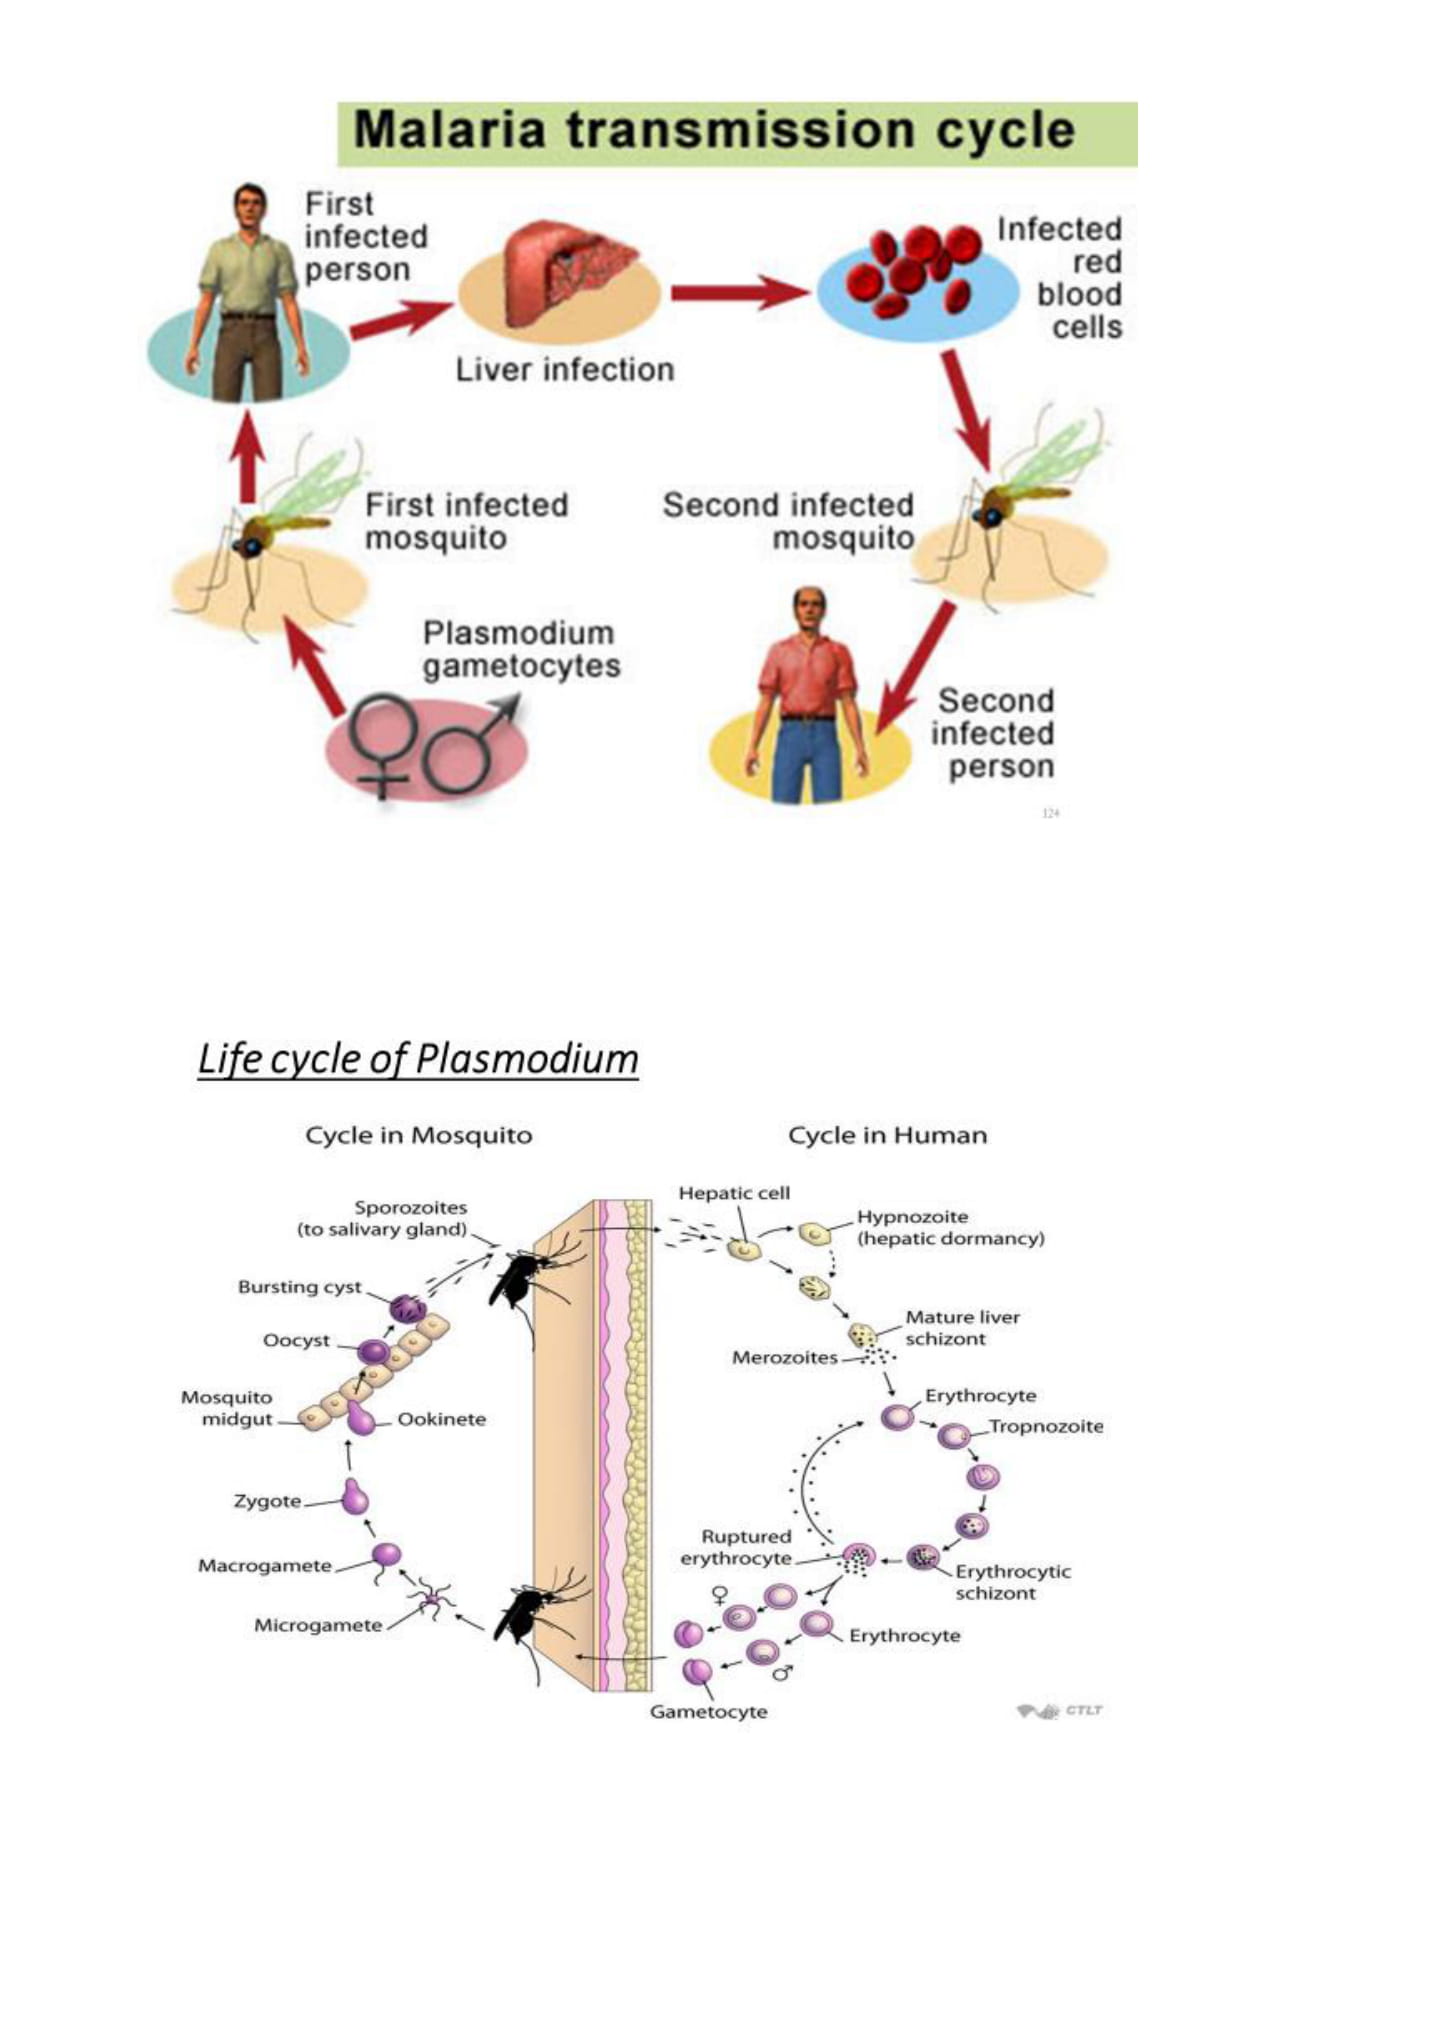 Malaria transmission cycle
First
infected
person
Liver infection
Infected
red
blood
cells
First infected
mosquito
Second infected
mosquito
Plasmodium
gametocytes
Second
infected
person
124
Life cycle of Plasmodium
Cycle in Mosquito
Cycle in Human
Sporozoites
(to salivary gland)
Bursting cyst
Oocyst
Mosquito
midgut
Ookinete
Zygote
Macrogamete
Microgamete
Hepatic cell
Hypnozoite
(hepatic dormancy)
Mature liver
schizont
Merozoites
Erythrocyte
Tropnozoite
Ruptured
erythrocyte
Erythrocytic
schizont
Erythrocyte
Gametocyte
CTLT